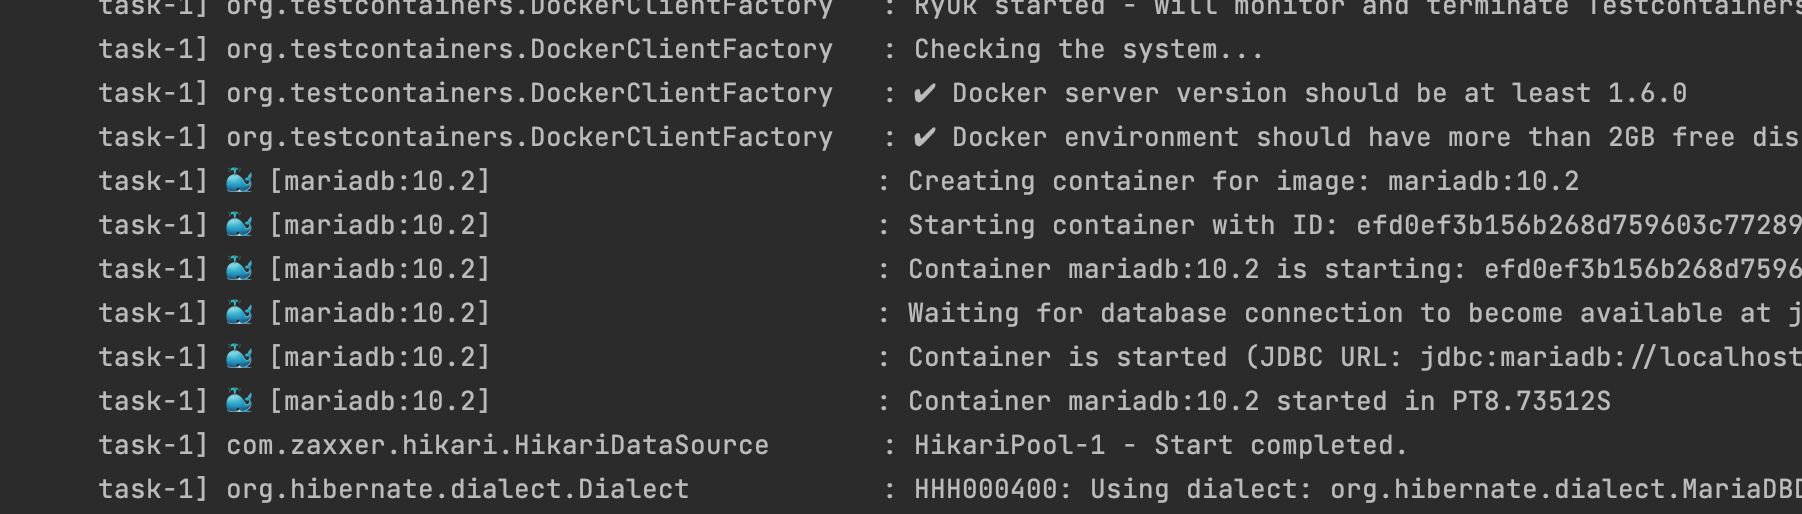 task-1] org.testcontainers.DockerClientFactory : Ryuk started - will monitor and terminate Testcontainers
task-1] org.testcontainers.DockerClientFactory : Checking the system...
task-1] org.testcontainers.DockerClientFactory : ✔ Docker server version should be at least 1.6.0
task-1] org.testcontainers.DockerClientFactory : ✔ Docker environment should have more than 2GB free dis
task-1] 🐳 [mariadb:10.2] : Creating container for image: mariadb:10.2
task-1] 🐳 [mariadb:10.2] : Starting container with ID: efd0ef3b156b268d759603c77289
task-1] 🐳 [mariadb:10.2] : Container mariadb:10.2 is starting: efd0ef3b156b268d7596
task-1] 🐳 [mariadb:10.2] : Waiting for database connection to become available at j
task-1] 🐳 [mariadb:10.2] : Container is started (JDBC URL: jdbc:mariadb://localhost
task-1] 🐳 [mariadb:10.2] : Container mariadb:10.2 started in PT8.73512S
task-1] com.zaxxer.hikari.HikariDataSource : HikariPool-1 - Start completed.
task-1] org.hibernate.dialect.Dialect : HHH000400: Using dialect: org.hibernate.dialect.MariaDBD